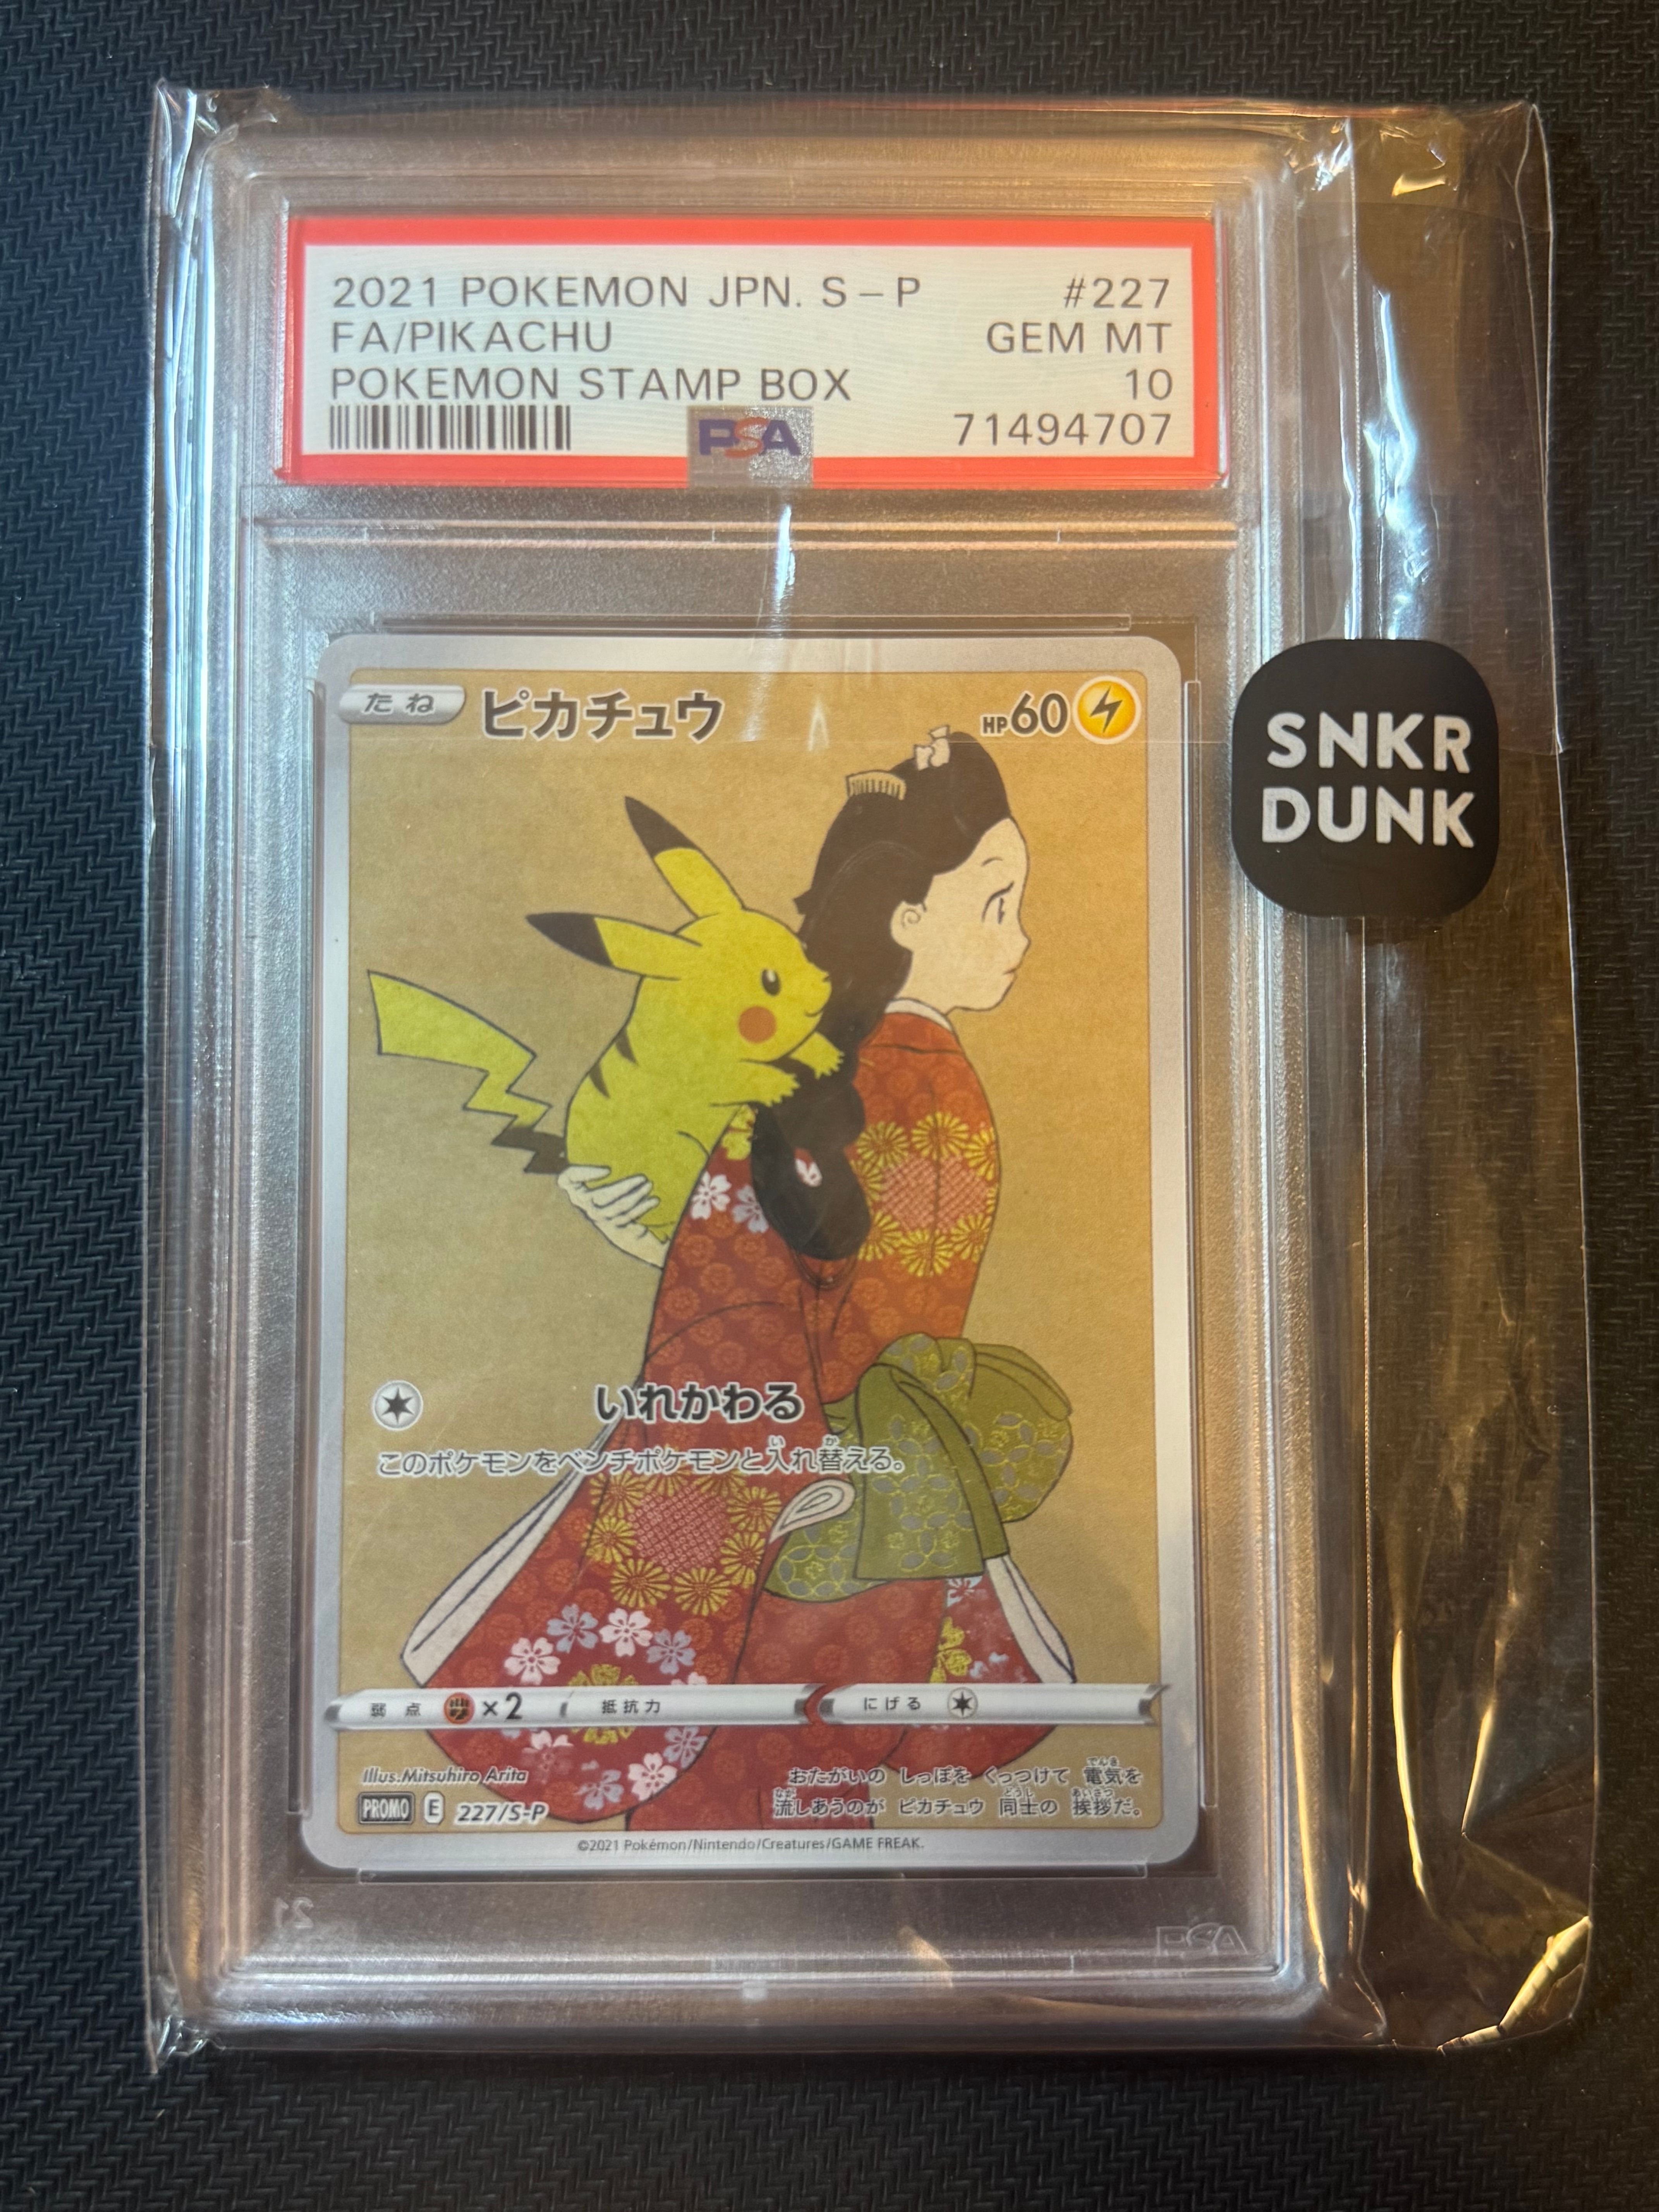 2021 POKEMON JPN. S-P #227
FA/PIKACHU GEM MT
POKEMON STAMP BOX 10
PSA 71494707
SNKR
DUNK
たね ピカチュウ HP60
いれかわる
このポケモンをベンチポケモンと入れ替える。
弱点 ×2 抵抗力 にげる
Illus.Mitsuhiro Arita
PROMO E 227/S-P
おたがいの しっぽを くっつけて 電気を
流しあうのが ピカチュウ 同士の 挨拶だ。
©2021 Pokémon/Nintendo/Creatures/GAME FREAK.
21 PSA